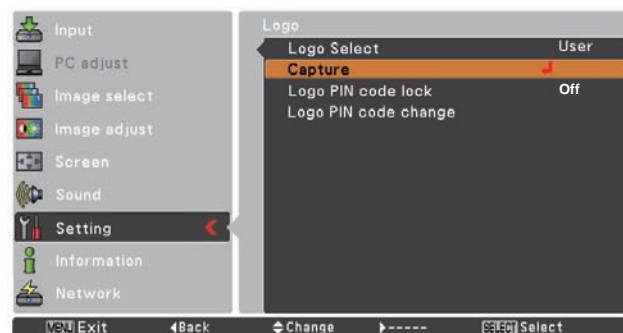 Input
PC adjust
Image select
Image adjust
Screen
Sound
Setting
Information
Network
Logo
Logo Select User
Capture
Logo PIN code lock Off
Logo PIN code change
MENU Exit Back Change ----- SELECT Select